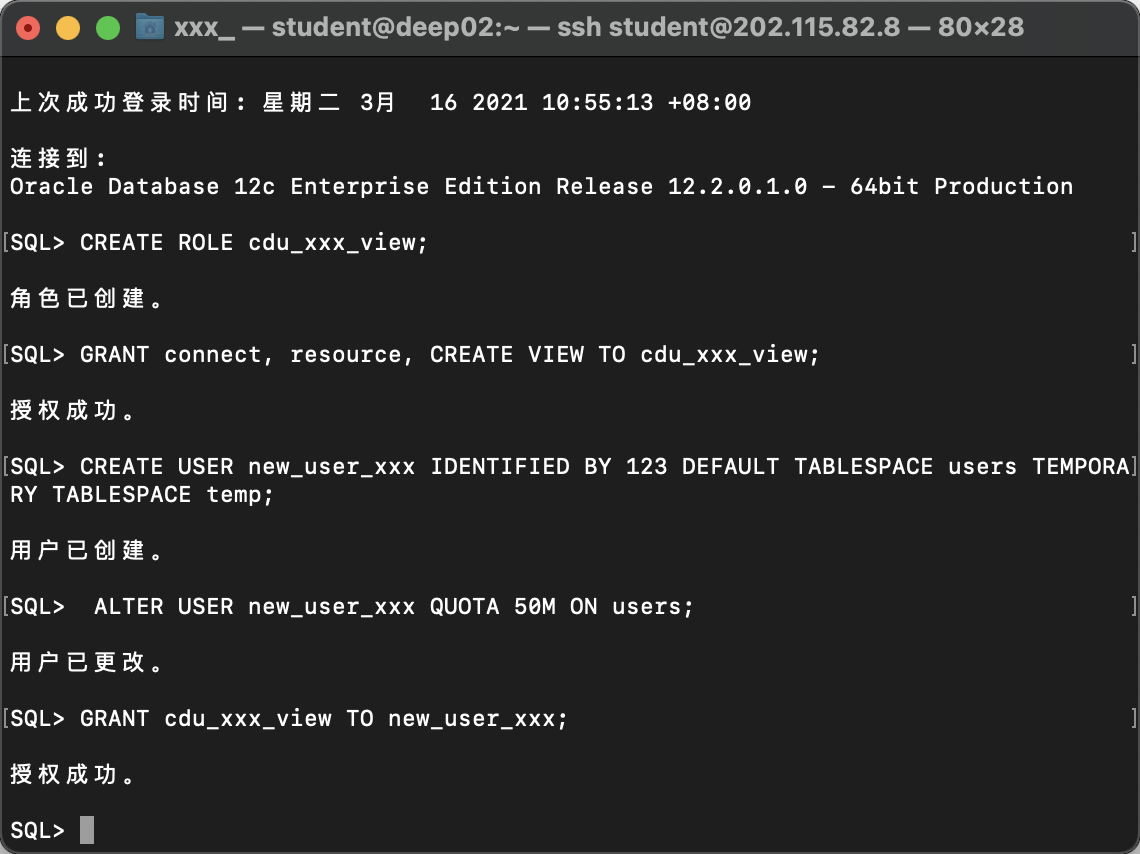 xxx_ — student@deep02:~ — ssh student@202.115.82.8 — 80×28
上次成功登录时间: 星期二 3月  16 2021 10:55:13 +08:00
连接到:
Oracle Database 12c Enterprise Edition Release 12.2.0.1.0 - 64bit Production
[SQL> CREATE ROLE cdu_xxx_view; ]
角色已创建。
[SQL> GRANT connect, resource, CREATE VIEW TO cdu_xxx_view; ]
授权成功。
[SQL> CREATE USER new_user_xxx IDENTIFIED BY 123 DEFAULT TABLESPACE users TEMPORA]
RY TABLESPACE temp;
用户已创建。
[SQL>  ALTER USER new_user_xxx QUOTA 50M ON users; ]
用户已更改。
[SQL> GRANT cdu_xxx_view TO new_user_xxx; ]
授权成功。
SQL>